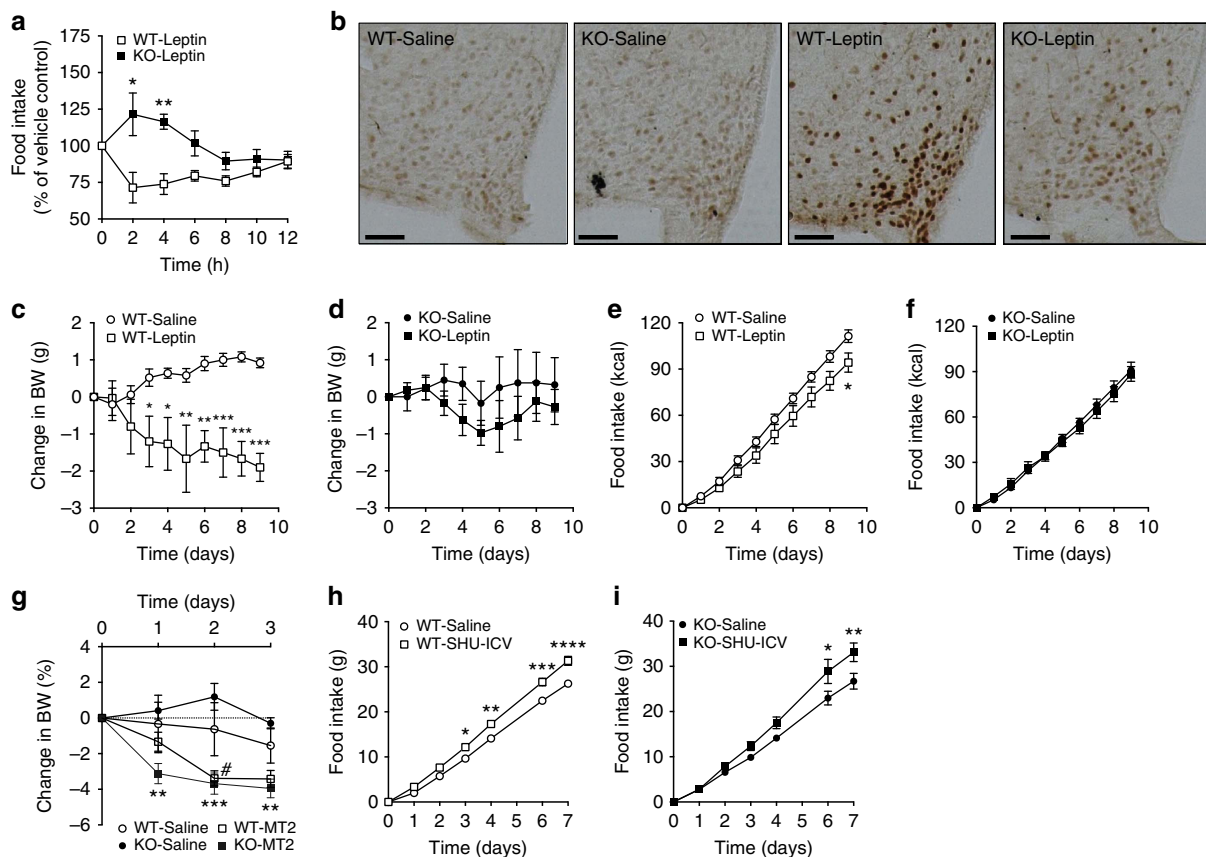 a
WT-Leptin
KO-Leptin
Food intake
(% of vehicle control)
175
125
100
75
50
0 2 4 6 8 10 12
Time (h)
* **
b
WT-Saline
KO-Saline
WT-Leptin
KO-Leptin
c
WT-Saline
WT-Leptin
Change in BW (g)
2
1
0
–1
–2
–3
* * ** ** *** *** ***
0 2 4 6 8 10
Time (days)
d
KO-Saline
KO-Leptin
Change in BW (g)
2
1
0
–1
–2
–3
0 2 4 6 8 10
Time (days)
e
WT-Saline
WT-Leptin
Food intake (kcal)
120
90
60
30
0
*
0 2 4 6 8 10
Time (days)
f
KO-Saline
KO-Leptin
Food intake (kcal)
120
90
60
30
0
0 2 4 6 8 10
Time (days)
g
Time (days)
0 1 2 3
Change in BW (%)
4
2
0
–2
–4
–6
#
** *** **
WT-Saline WT-MT2
KO-Saline KO-MT2
h
WT-Saline
WT-SHU-ICV
Food intake (g)
40
30
20
10
0
* ** *** ****
0 1 2 3 4 5 6 7
Time (days)
i
KO-Saline
KO-SHU-ICV
Food intake (g)
40
30
20
10
0
* **
0 1 2 3 4 5 6 7
Time (days)